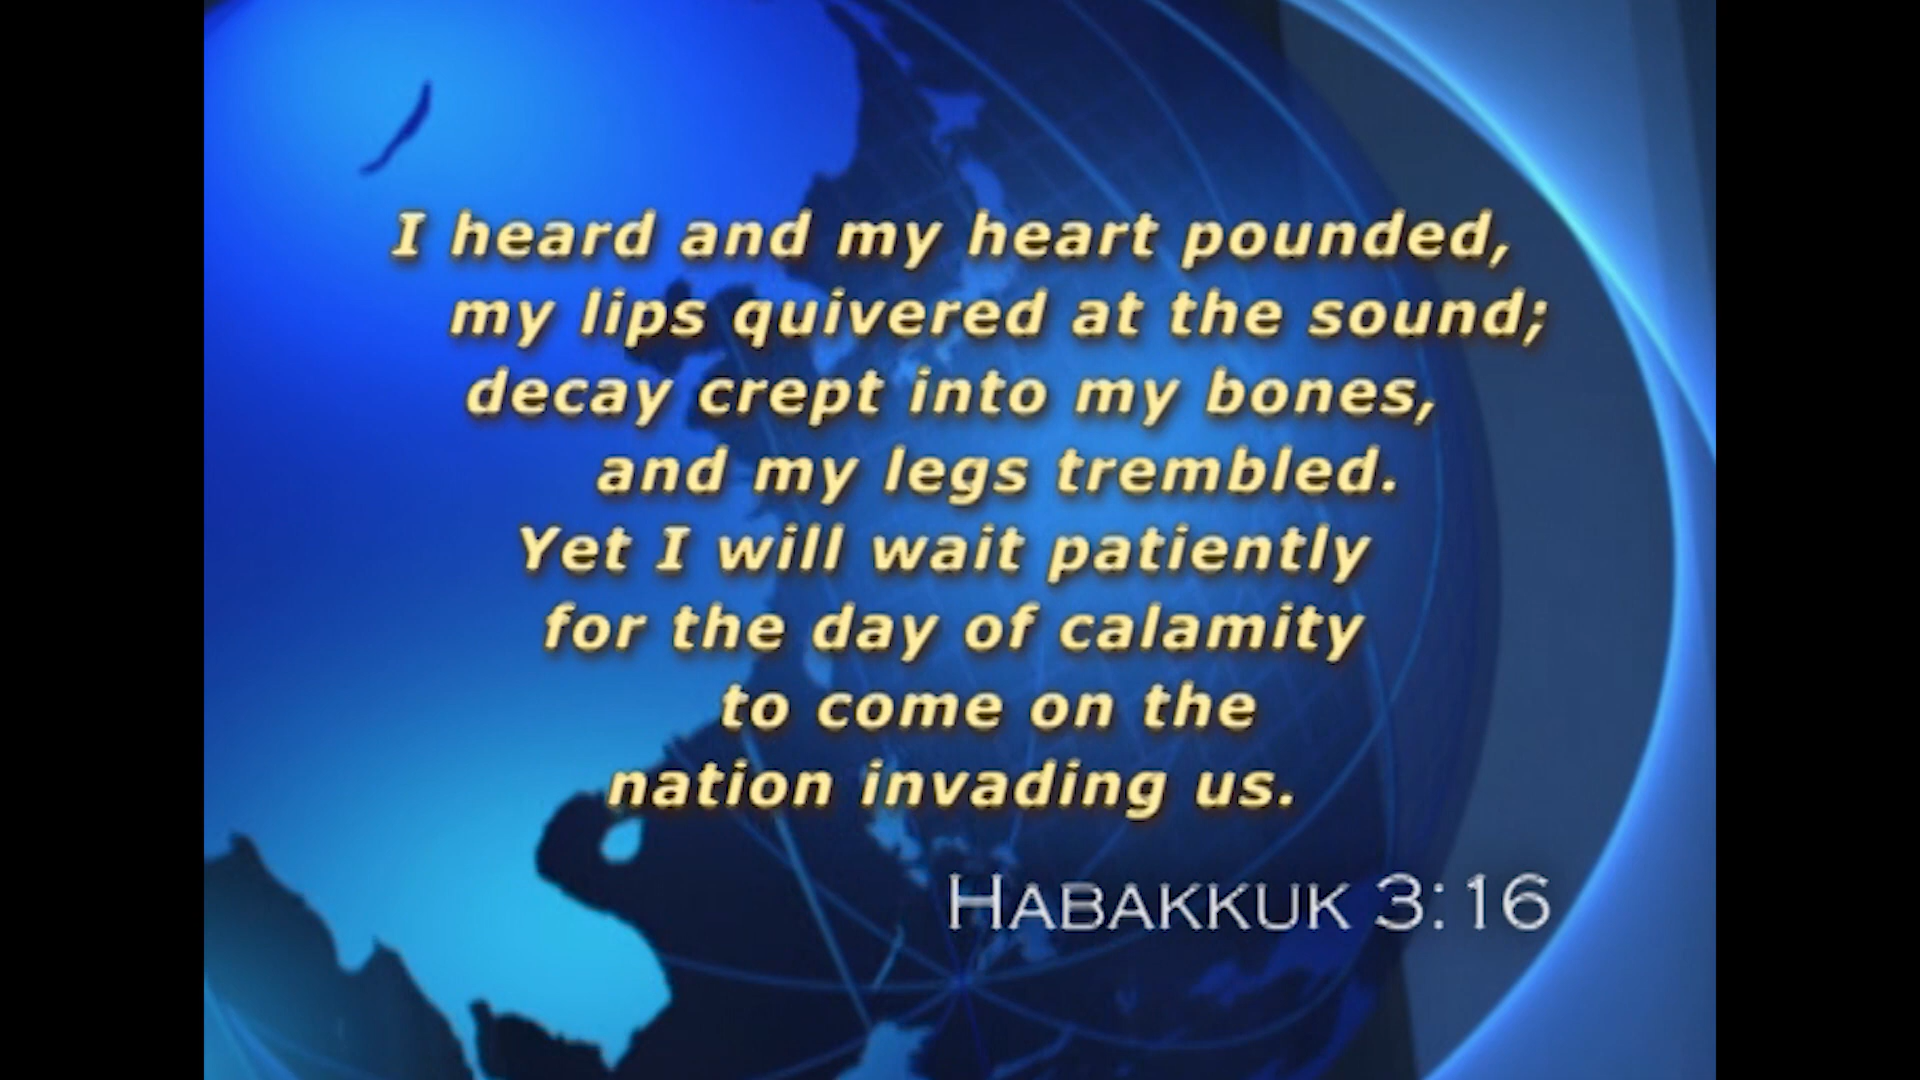 I heard and my heart pounded,
my lips quivered at the sound;
decay crept into my bones,
and my legs trembled.
Yet I will wait patiently
for the day of calamity
to come on the
nation invading us.
HABAKKUK 3:16